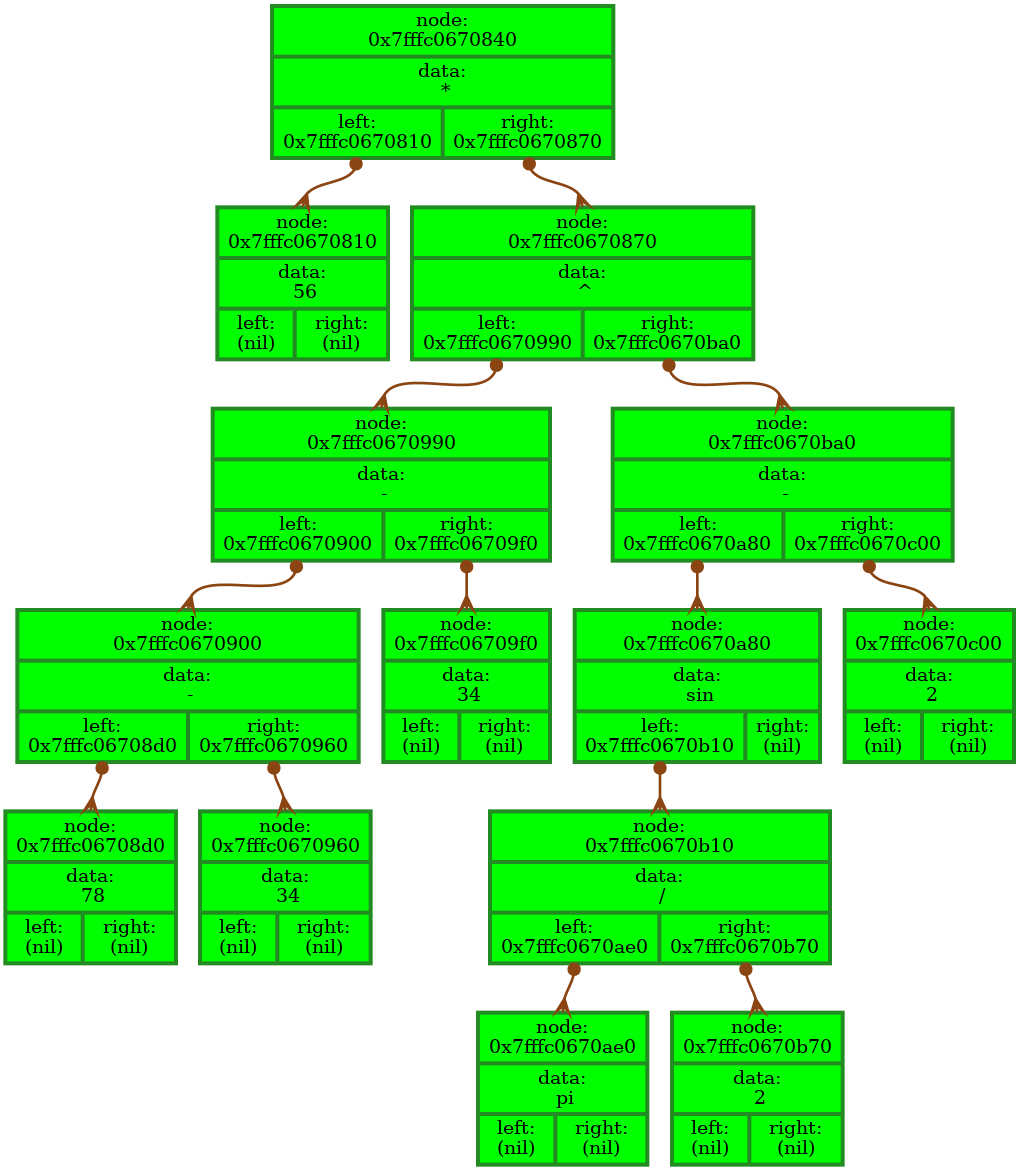 node:
0x7fffc0670840
data:
*
left:
0x7fffc0670810
right:
0x7fffc0670870
node:
0x7fffc0670810
data:
56
left:
(nil)
right:
(nil)
node:
0x7fffc0670870
data:
^
left:
0x7fffc0670990
right:
0x7fffc0670ba0
node:
0x7fffc0670990
data:
-
left:
0x7fffc0670900
right:
0x7fffc06709f0
node:
0x7fffc0670ba0
data:
-
left:
0x7fffc0670a80
right:
0x7fffc0670c00
node:
0x7fffc0670900
data:
-
left:
0x7fffc06708d0
right:
0x7fffc0670960
node:
0x7fffc06709f0
data:
34
left:
(nil)
right:
(nil)
node:
0x7fffc0670a80
data:
sin
left:
0x7fffc0670b10
right:
(nil)
node:
0x7fffc0670c00
data:
2
left:
(nil)
right:
(nil)
node:
0x7fffc06708d0
data:
78
left:
(nil)
right:
(nil)
node:
0x7fffc0670960
data:
34
left:
(nil)
right:
(nil)
node:
0x7fffc0670b10
data:
/
left:
0x7fffc0670ae0
right:
0x7fffc0670b70
node:
0x7fffc0670ae0
data:
pi
left:
(nil)
right:
(nil)
node:
0x7fffc0670b70
data:
2
left:
(nil)
right:
(nil)